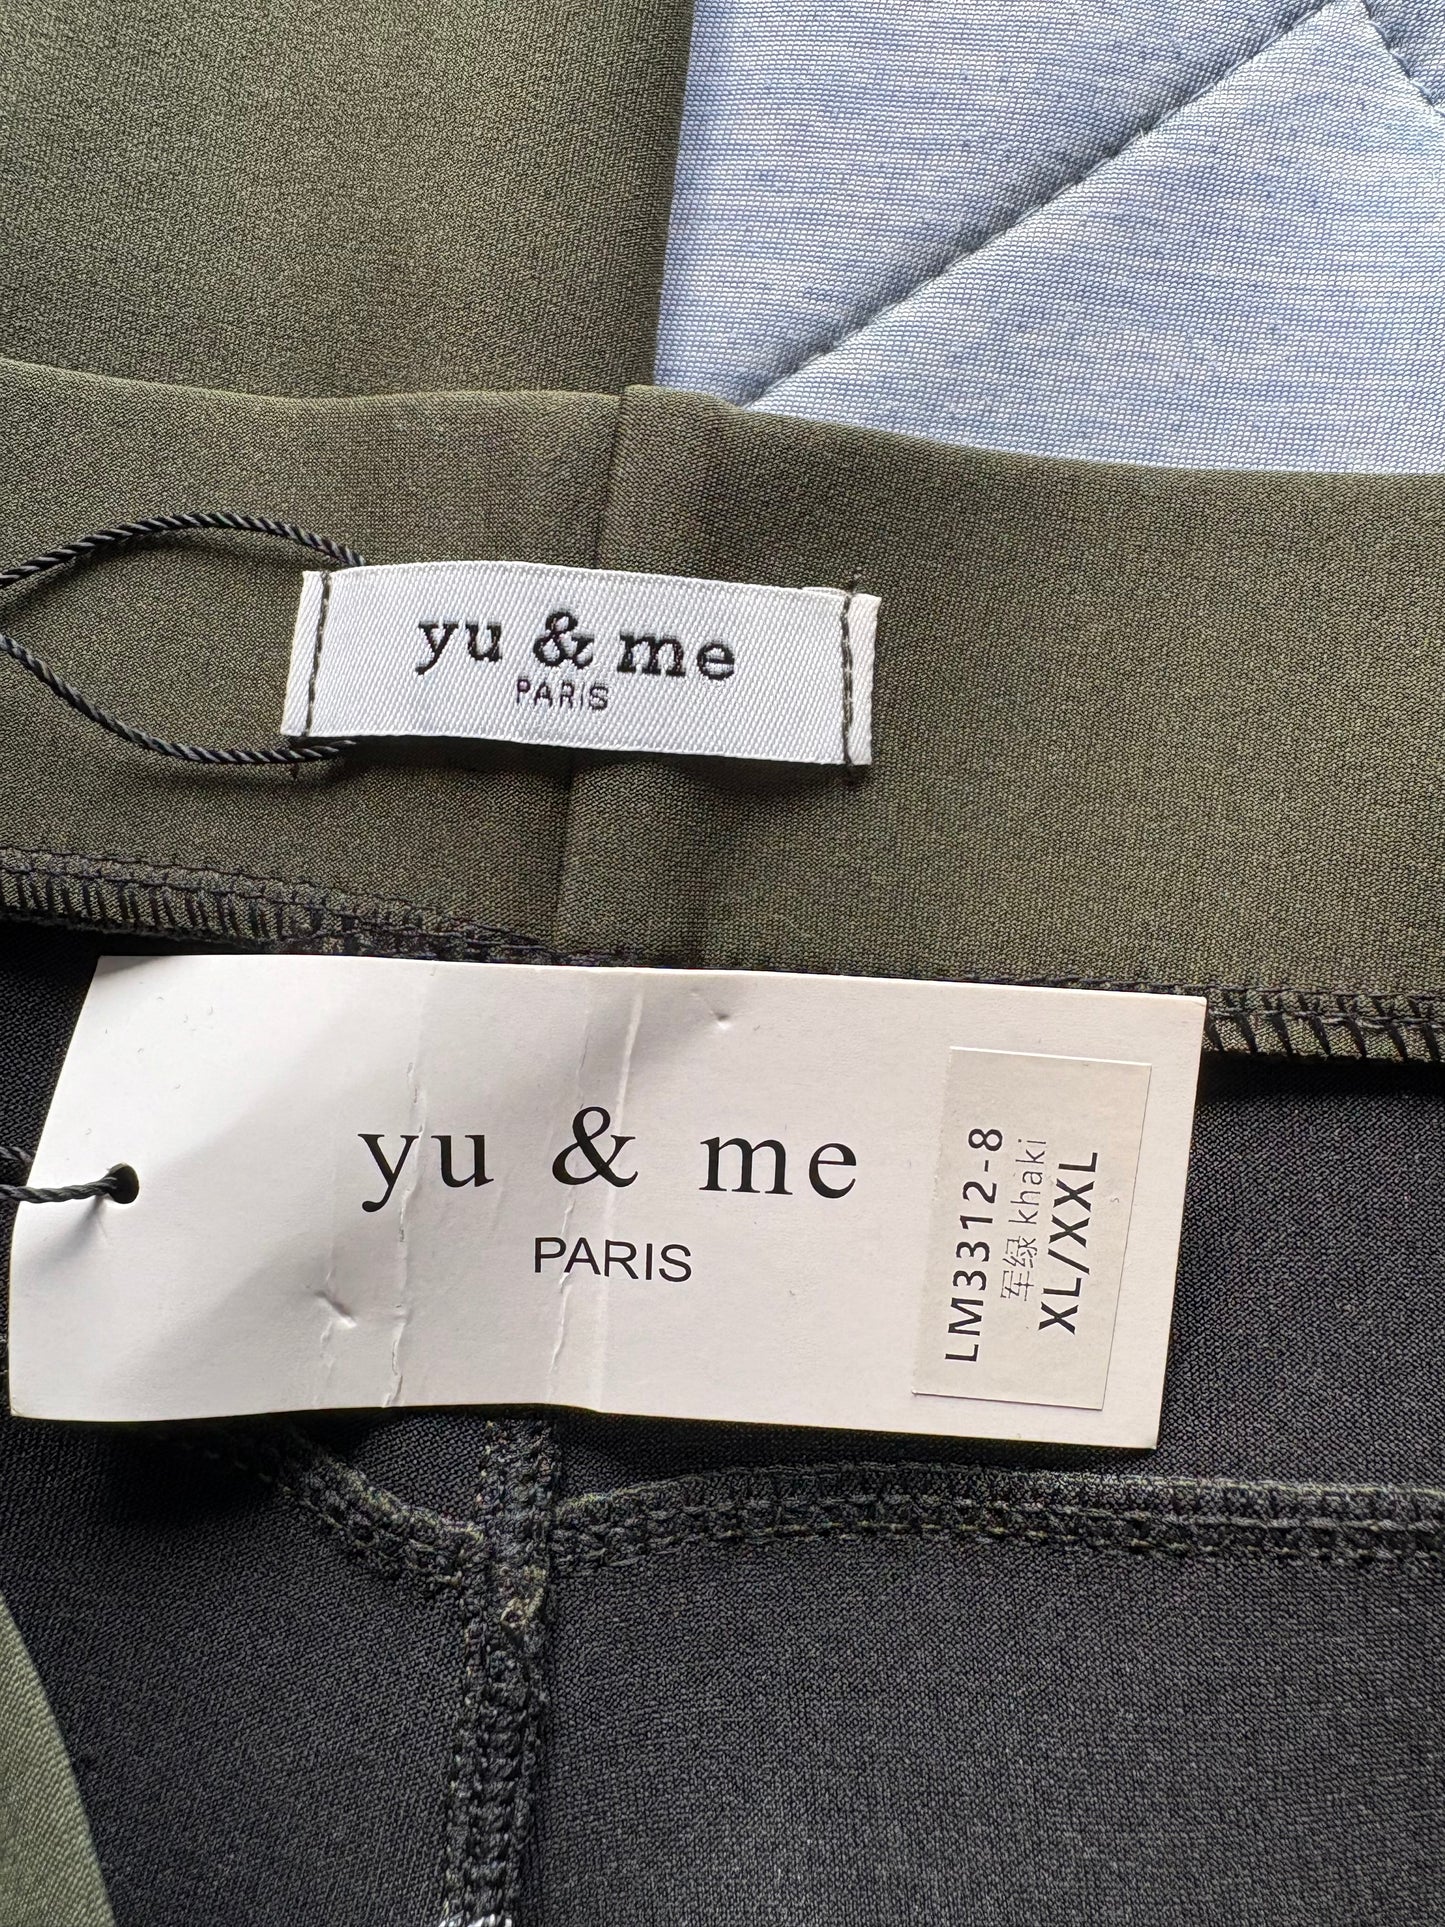 yu & me
PARIS
yu & me
PARIS
LM3312-8
军绿 khaki
XL/XXL